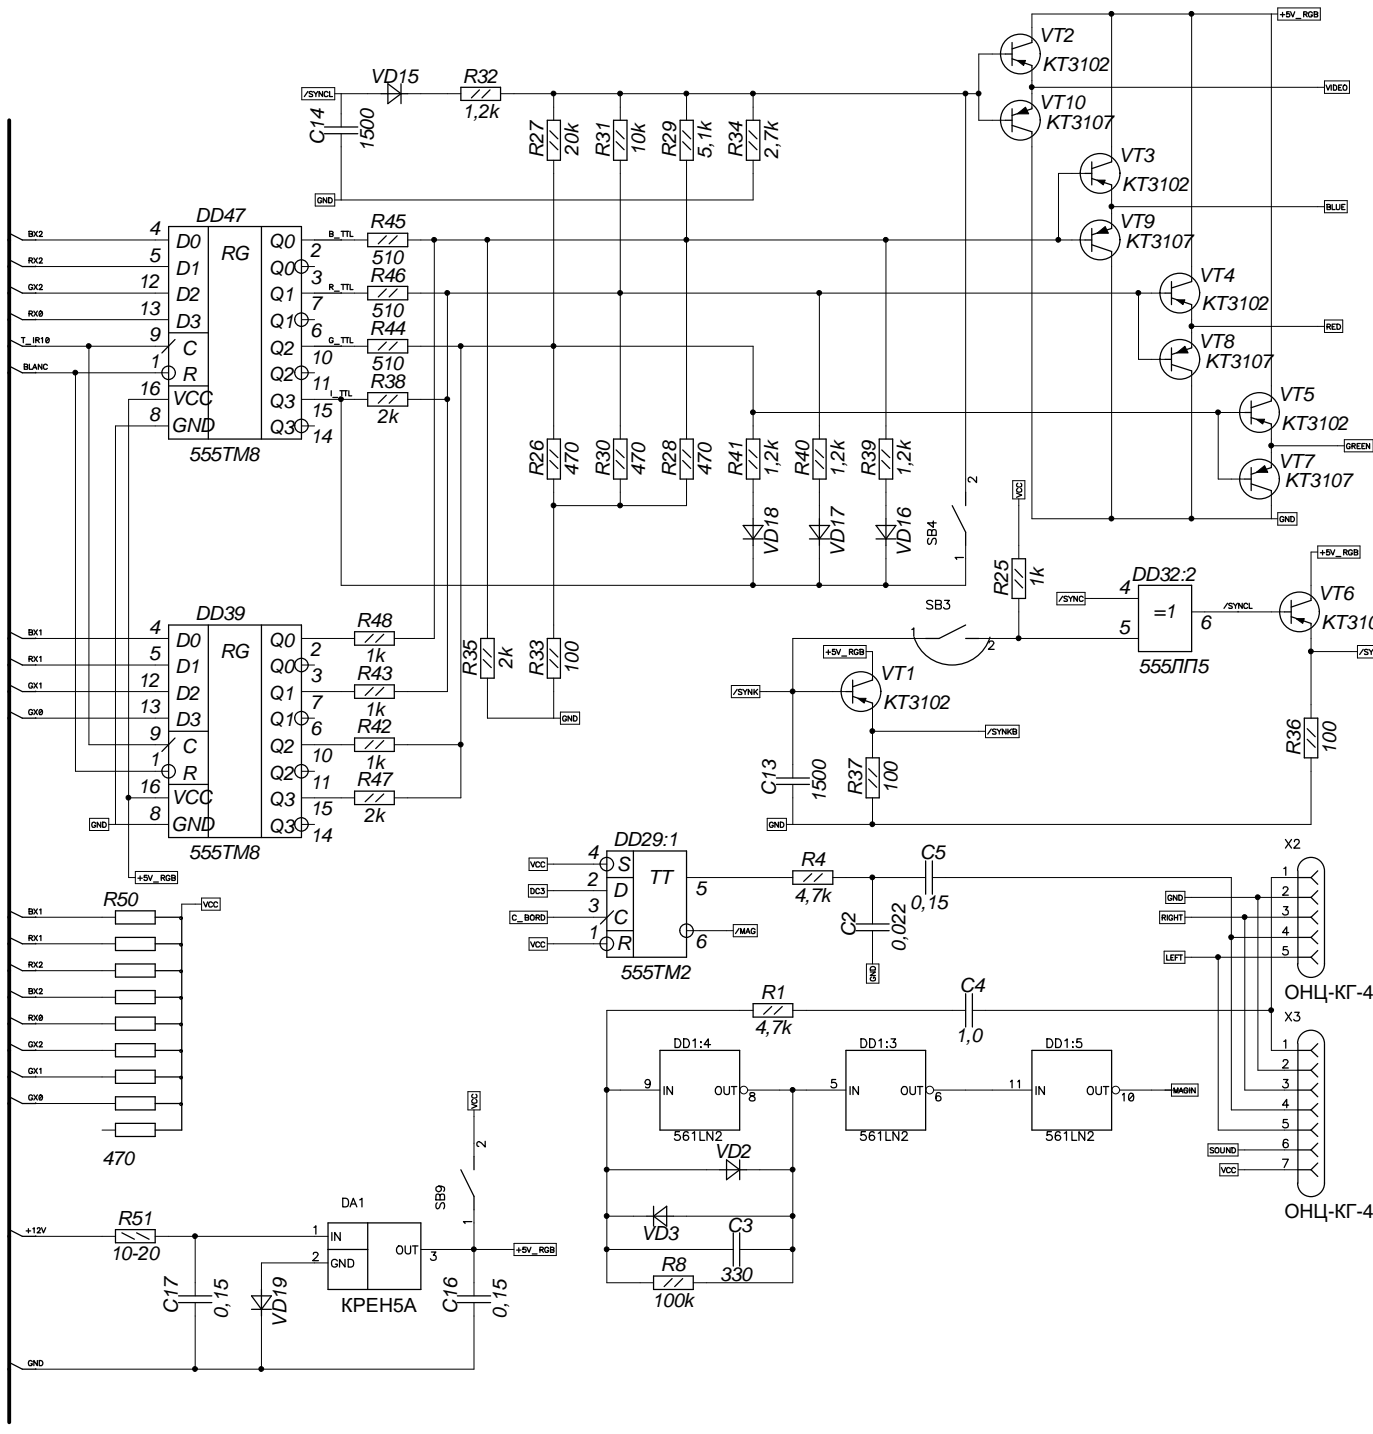 +5V_RGB
VT2
KT3102
VIDEO
VT10
KT3107
/SYNCL
VD15
R32
1,2k
C14
1500
R27
20k
R31
10k
R29
5,1k
R34
2,7k
GND
VT3
KT3102
BLUE
VT9
KT3107
VT4
KT3102
RED
VT8
KT3107
VT5
KT3102
GREEN
VT7
KT3107
GND
DD47
RG
BX2
4
D0
Q0
2
B_TTL
R45
510
RX2
5
D1
Q0
3
GX2
12
D2
Q1
7
R_TTL
R46
510
RX0
13
D3
Q1
6
T_IR10
9
C
Q2
10
G_TTL
R44
510
BLANC
1
R
Q2
11
16
VCC
Q3
15
I_TTL
R38
2k
8
GND
Q3
14
555TM8
R26
470
R30
470
R28
470
R41
1,2k
R40
1,2k
R39
1,2k
VD18
VD17
VD16
SB4
2
1
VCC
R25
1k
DD32:2
/SYNC
4
5
=1
6
/SYNCL
555ЛП5
+5V_RGB
VT6
KT310
/SY
R36
100
SB3
1
2
+5V_RGB
VT1
KT3102
/SYNK
/SYNKB
C13
1500
R37
100
GND
DD39
RG
BX1
4
D0
Q0
2
R48
1k
RX1
5
D1
Q0
3
GX1
12
D2
Q1
7
R43
1k
GX0
13
D3
Q1
6
9
C
Q2
10
R42
1k
1
R
Q2
11
16
VCC
Q3
15
R47
2k
GND
8
GND
Q3
14
555TM8
+5V_RGB
R35
2k
R33
100
GND
R50
VCC
BX1
RX1
RX2
BX2
RX0
GX2
GX1
GX0
470
DD29:1
VCC
4
S
TT
DC3
2
D
5
C_BORD
3
C
VCC
1
R
6
/MAG
555TM2
R4
4,7k
C5
0,15
C2
0,022
GND
X2
1
GND
2
RIGHT
3
4
LEFT
5
ОНЦ-КГ-4
R1
4,7k
C4
1,0
DD1:4
9
IN
OUT
8
561LN2
DD1:3
5
IN
OUT
6
561LN2
DD1:5
11
IN
OUT
10
561LN2
MAGIN
VD2
VD3
C3
330
R8
100k
X3
1
2
3
4
5
SOUND
6
VCC
7
ОНЦ-КГ-4
VCC
2
SB9
1
+12V
R51
10-20
DA1
1
IN
2
GND
OUT
3
КРЕН5А
+5V_RGB
C17
0,15
VD19
C16
0,15
GND